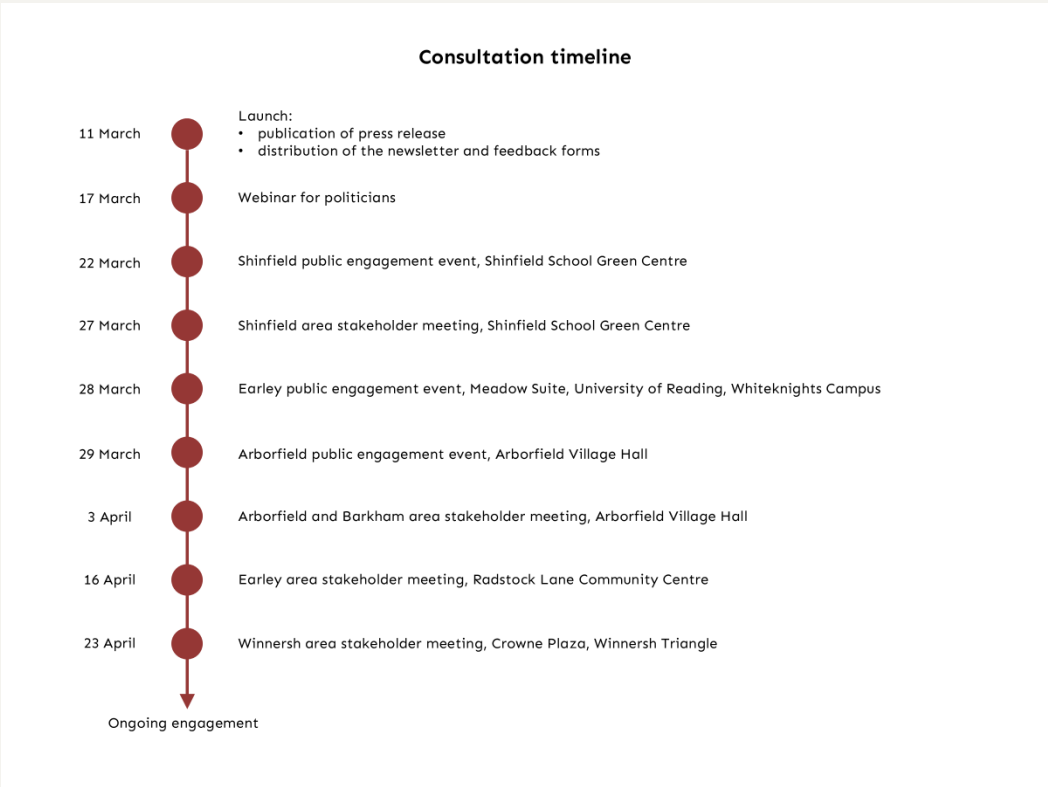 Consultation timeline
11 March
Launch:
• publication of press release
• distribution of the newsletter and feedback forms
17 March
Webinar for politicians
22 March
Shinfield public engagement event, Shinfield School Green Centre
27 March
Shinfield area stakeholder meeting, Shinfield School Green Centre
28 March
Earley public engagement event, Meadow Suite, University of Reading, Whiteknights Campus
29 March
Arborfield public engagement event, Arborfield Village Hall
3 April
Arborfield and Barkham area stakeholder meeting, Arborfield Village Hall
16 April
Earley area stakeholder meeting, Radstock Lane Community Centre
23 April
Winnersh area stakeholder meeting, Crowne Plaza, Winnersh Triangle
Ongoing engagement